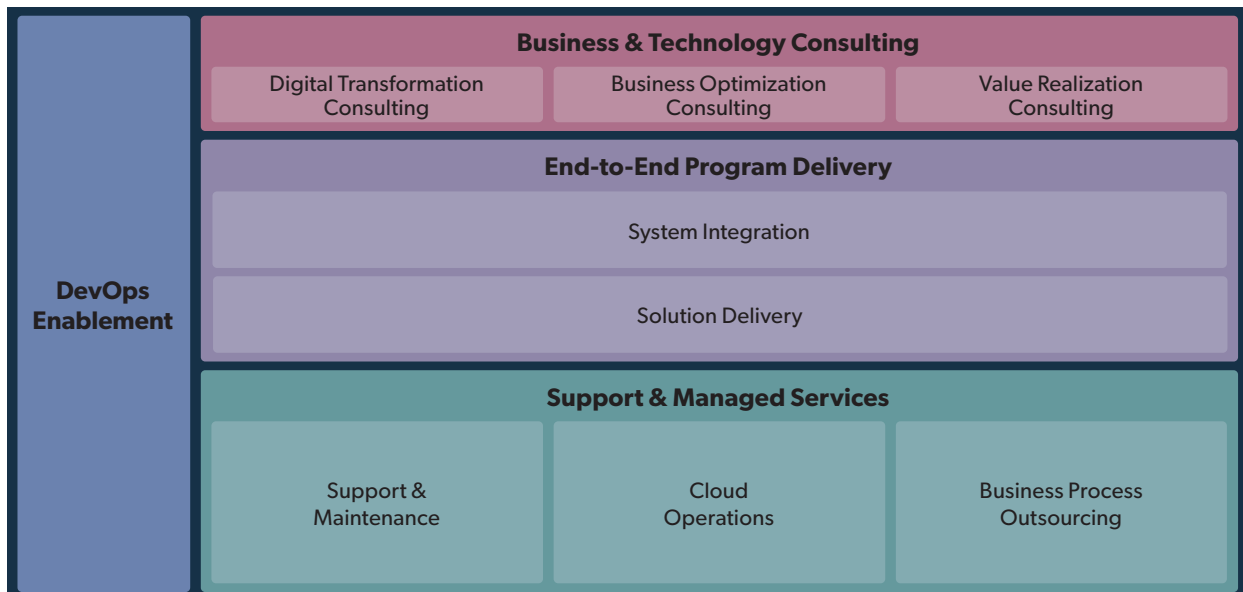 DevOps
Enablement
Business & Technology Consulting
Digital Transformation
Consulting
Business Optimization
Consulting
Value Realization
Consulting
End-to-End Program Delivery
System Integration
Solution Delivery
Support & Managed Services
Support &
Maintenance
Cloud
Operations
Business Process
Outsourcing